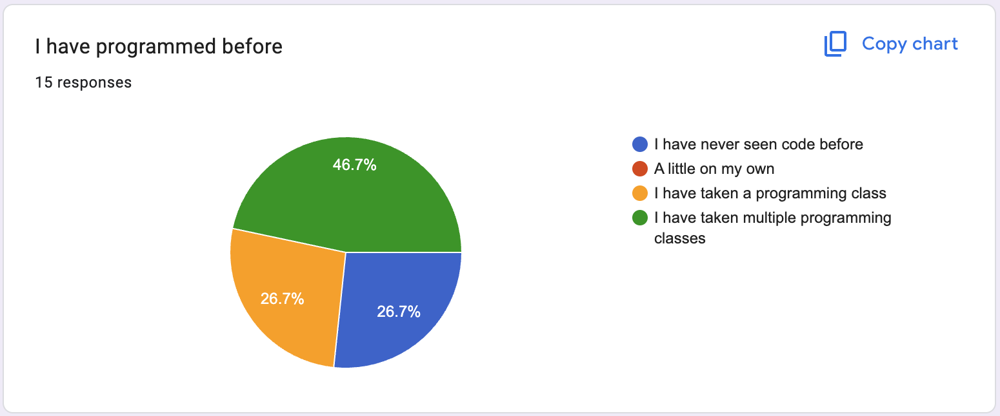 I have programmed before
Copy chart
15 responses
46.7%
26.7%
26.7%
I have never seen code before
A little on my own
I have taken a programming class
I have taken multiple programming
classes